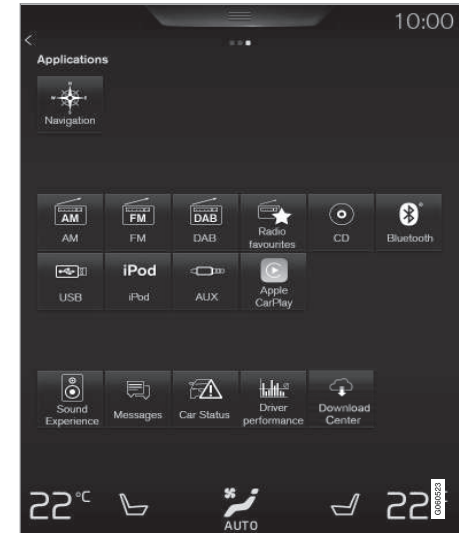 10:00
Applications
Navigation
AM FM DAB
AM FM DAB Radio favourites CD Bluetooth
iPod
USB iPod AUX Apple CarPlay
Sound Experience Messages Car Status Driver performance Download Center
22°C 22°
AUTO
G060523